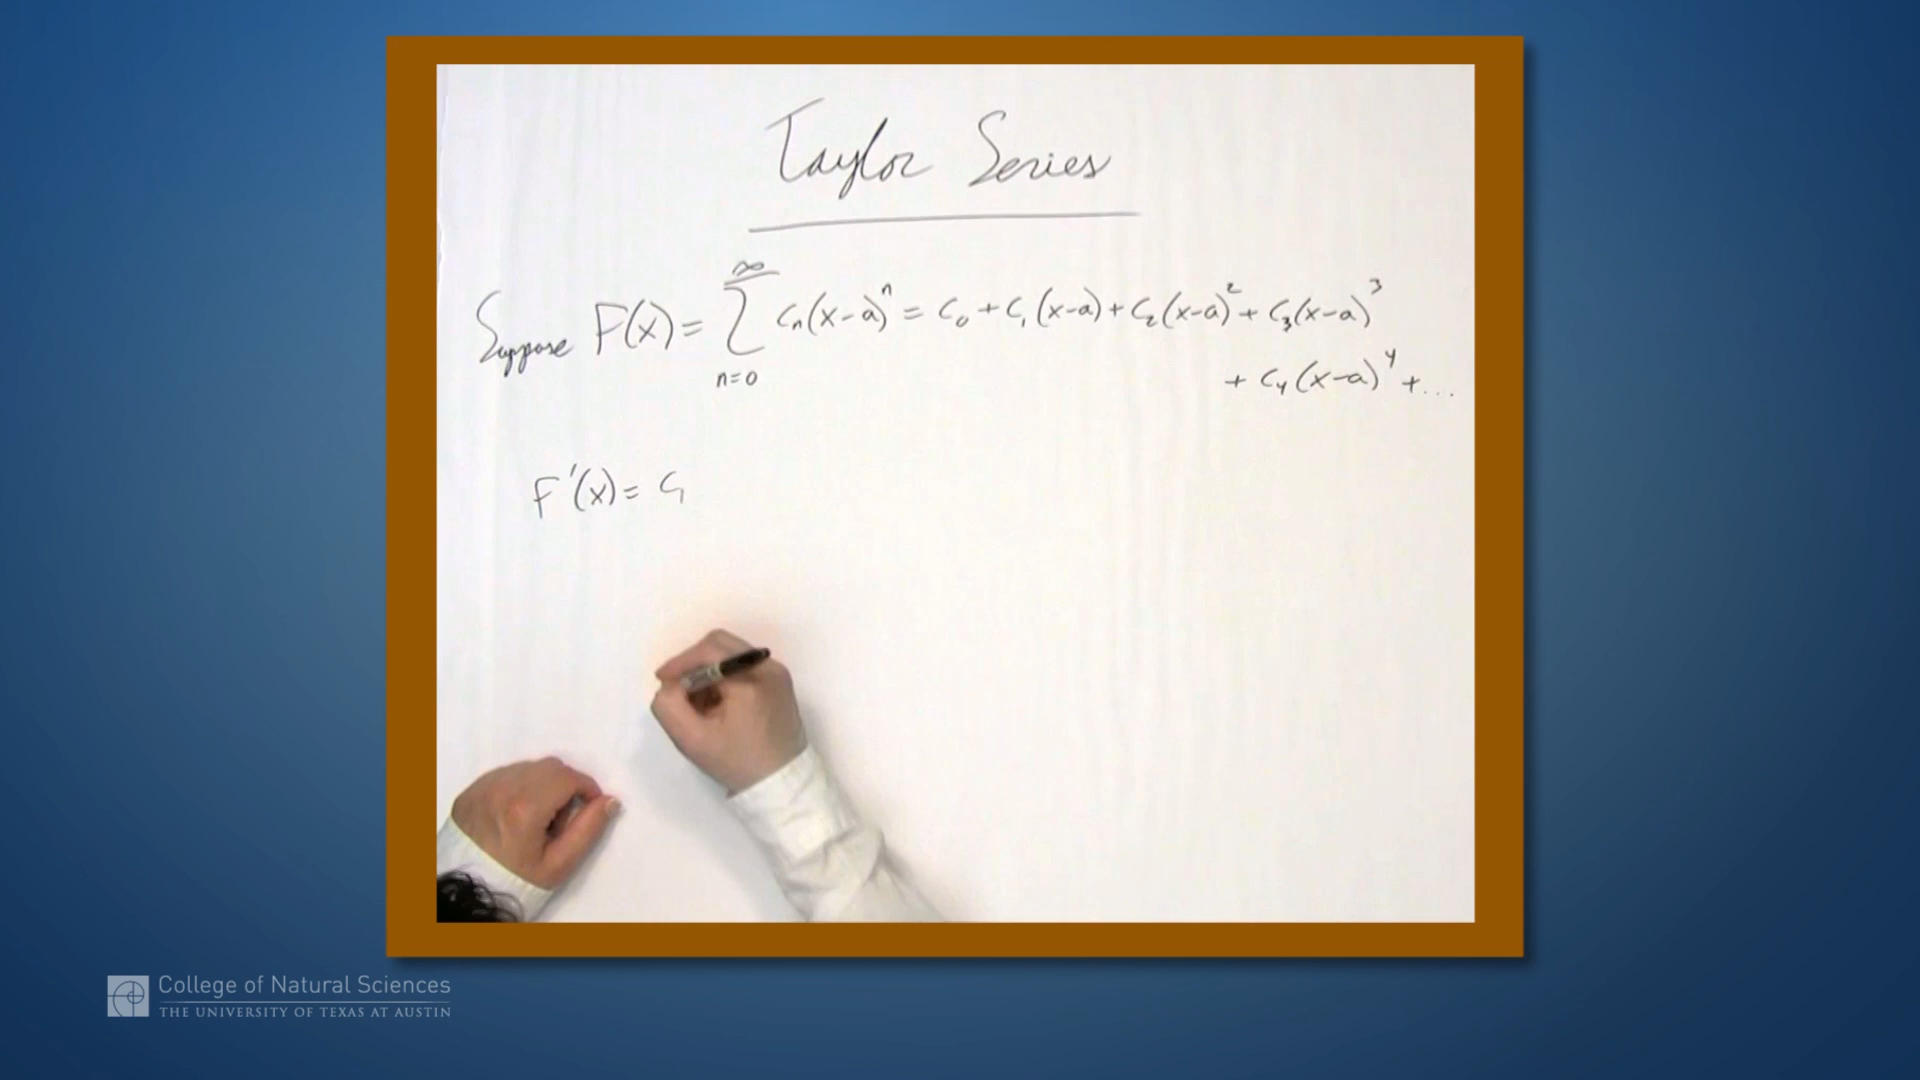 Taylor Series
Suppose F(x) = ∑_{n=0}^{∞} c_n(x-a)^n = c_0 + c_1(x-a) + c_2(x-a)^2 + c_3(x-a)^3
+ c_4(x-a)^4 + ...
F'(x) = c_1
College of Natural Sciences
THE UNIVERSITY OF TEXAS AT AUSTIN